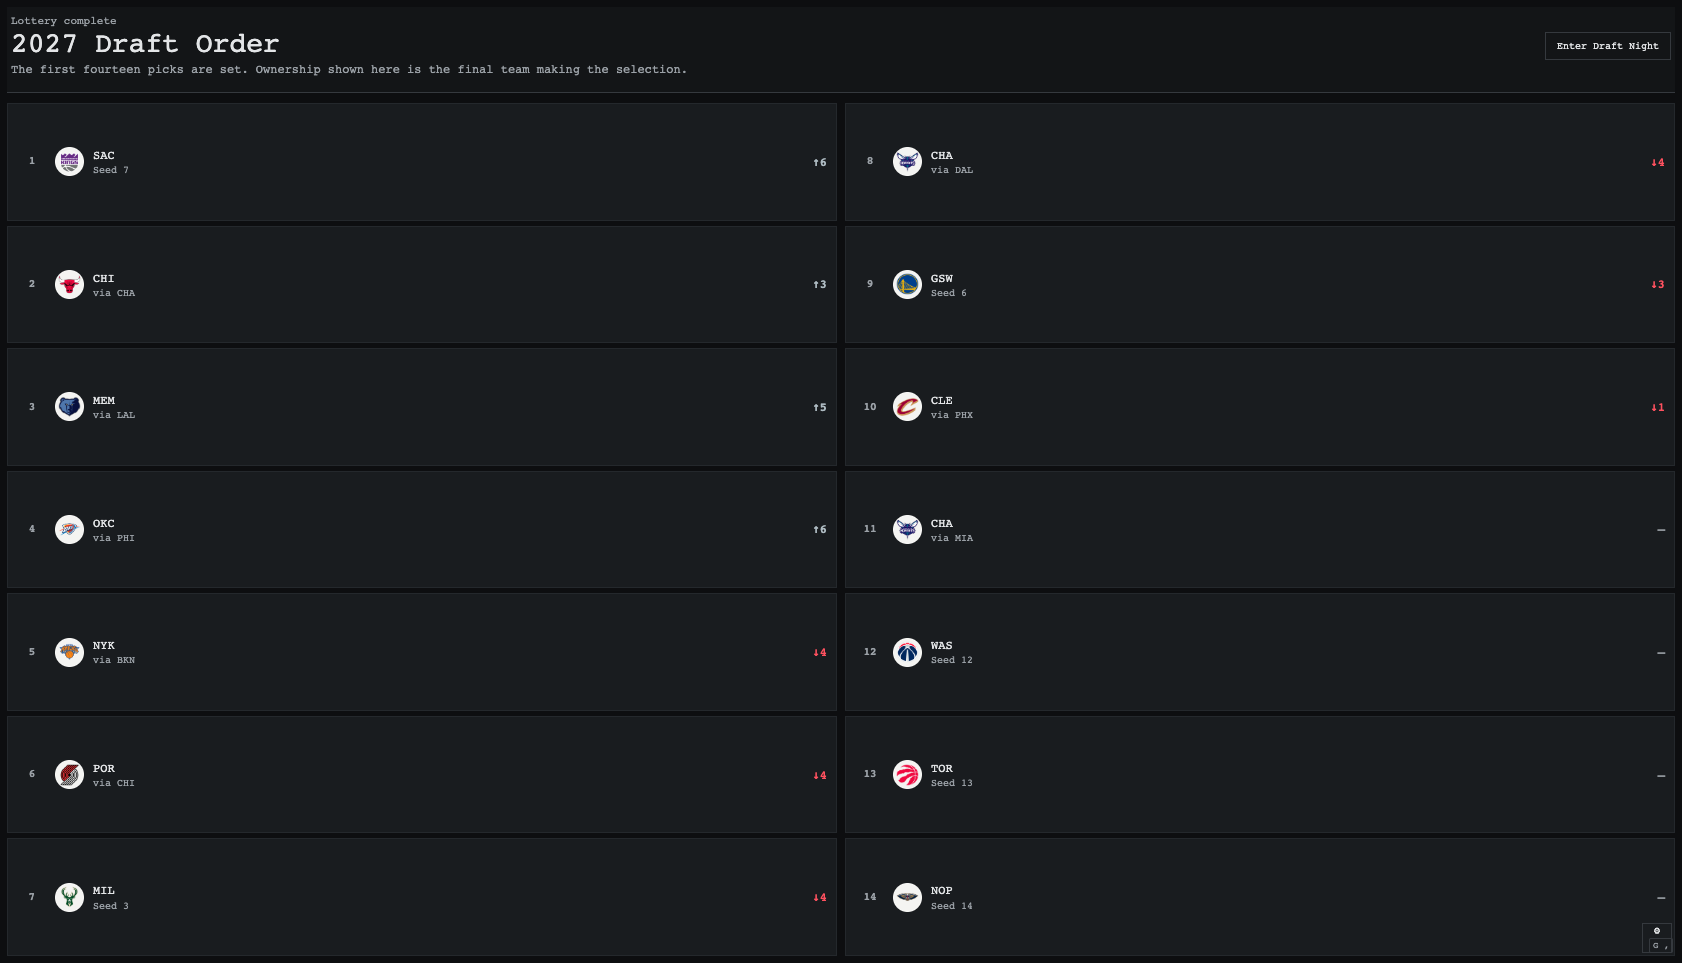 Lottery complete
2027 Draft Order
The first fourteen picks are set. Ownership shown here is the final team making the selection.
Enter Draft Night
1
SAC
Seed 7
↑6
2
CHI
via CHA
↑3
3
MEM
via LAL
↑5
4
OKC
via PHI
↑6
5
NYK
via BKN
↓4
6
POR
via CHI
↓4
7
MIL
Seed 3
↓4
8
CHA
via DAL
↓4
9
GSW
Seed 6
↓3
10
CLE
via PHX
↓1
11
CHA
via MIA
—
12
WAS
Seed 12
—
13
TOR
Seed 13
—
14
NOP
Seed 14
—
G ,